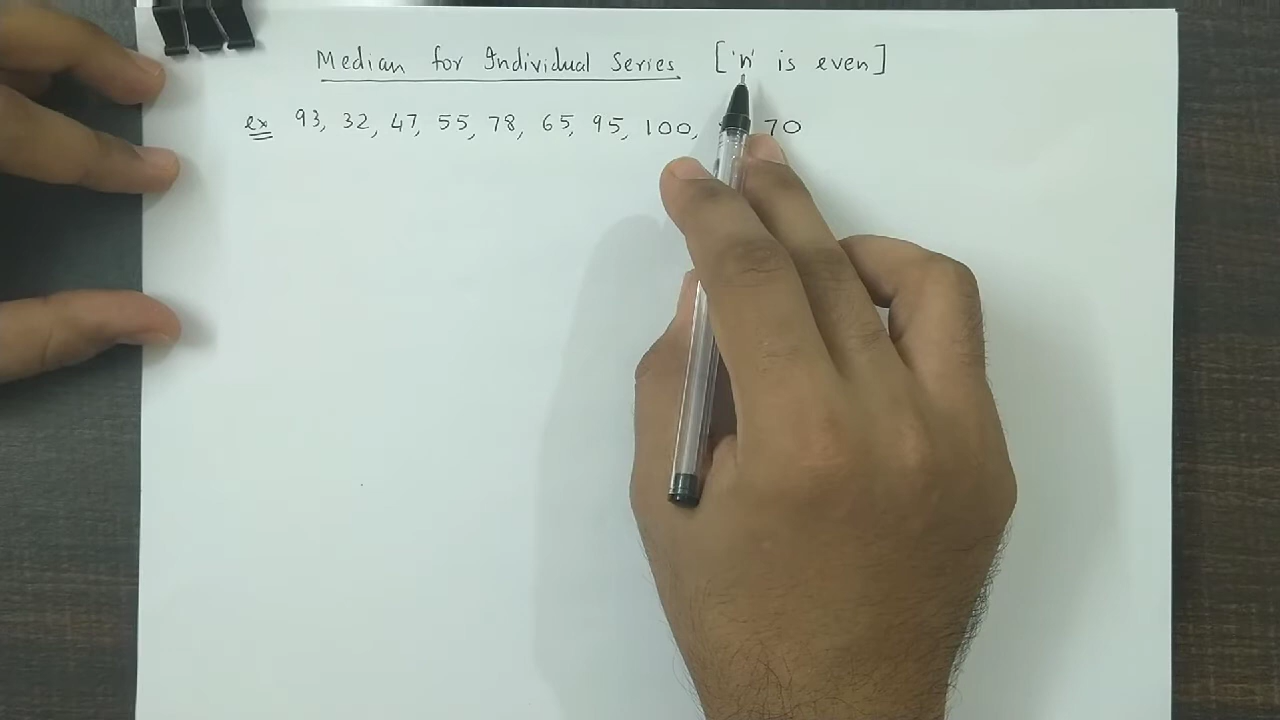 Median for Individual Series ['n' is even]
ex 93, 32, 47, 55, 78, 65, 95, 100, 70